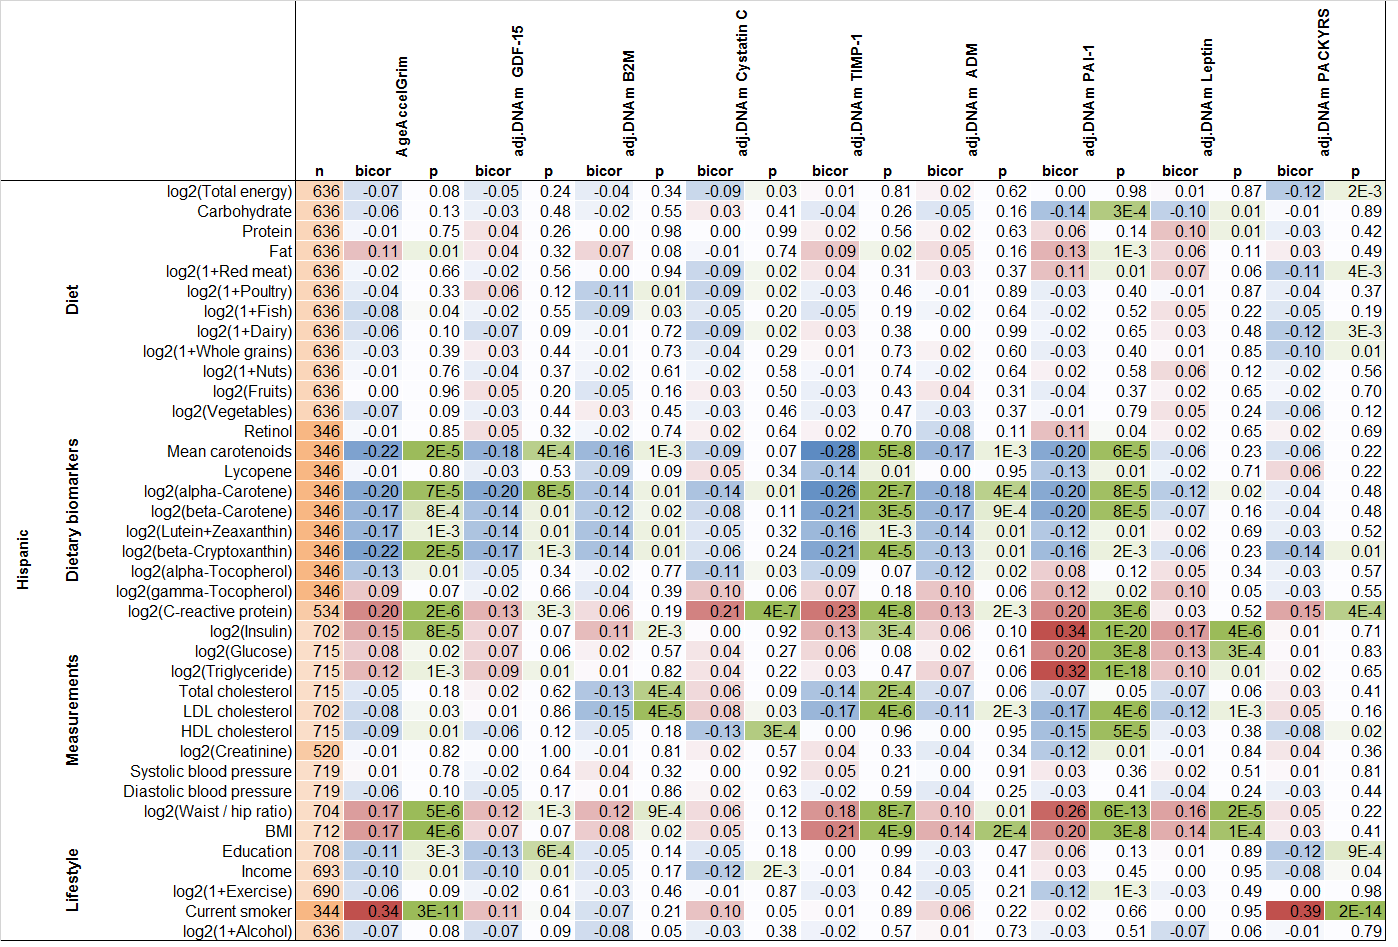 AgeAccelGrim adj.DNAm GDF-15 adj.DNAm B2M adj.DNAm Cystatin C adj.DNAm TIMP-1 adj.DNAm ADM adj.DNAm PAI-1 adj.DNAm Leptin adj.DNAm PACKYRS
n bicor p bicor p bicor p bicor p bicor p bicor p bicor p bicor p bicor p
Hispanic
Diet
log2(Total energy) 636 -0.07 0.08 -0.05 0.24 -0.04 0.34 -0.09 0.03 0.01 0.81 0.02 0.62 0.00 0.98 0.01 0.87 -0.12 2E-3
Carbohydrate 636 -0.06 0.13 -0.03 0.48 -0.02 0.55 0.03 0.41 -0.04 0.26 -0.05 0.16 -0.14 3E-4 -0.10 0.01 -0.01 0.89
Protein 636 -0.01 0.75 0.04 0.26 0.00 0.98 0.00 0.99 0.02 0.56 0.02 0.63 0.06 0.14 0.10 0.01 -0.03 0.42
Fat 636 0.11 0.01 0.04 0.32 0.07 0.08 -0.01 0.74 0.09 0.02 0.05 0.16 0.13 1E-3 0.06 0.11 0.03 0.49
log2(1+Red meat) 636 -0.02 0.66 -0.02 0.56 0.00 0.94 -0.09 0.02 0.04 0.31 0.03 0.37 0.11 0.01 0.07 0.06 -0.11 4E-3
log2(1+Poultry) 636 -0.04 0.33 0.06 0.12 -0.11 0.01 -0.09 0.02 -0.03 0.46 -0.01 0.89 -0.03 0.40 -0.01 0.87 -0.04 0.37
log2(1+Fish) 636 -0.08 0.04 -0.02 0.55 -0.09 0.03 -0.05 0.20 -0.05 0.19 -0.02 0.64 -0.02 0.52 0.05 0.22 -0.05 0.19
log2(1+Dairy) 636 -0.06 0.10 -0.07 0.09 -0.01 0.72 -0.09 0.02 0.03 0.38 0.00 0.99 -0.02 0.65 0.03 0.48 -0.12 3E-3
log2(1+Whole grains) 636 -0.03 0.39 0.03 0.44 -0.01 0.73 -0.04 0.29 0.01 0.73 0.02 0.60 -0.03 0.40 0.01 0.85 -0.10 0.01
log2(1+Nuts) 636 -0.01 0.76 -0.04 0.37 -0.02 0.61 -0.02 0.58 -0.01 0.74 -0.02 0.64 0.02 0.58 0.06 0.12 -0.02 0.56
log2(Fruits) 636 0.00 0.96 0.05 0.20 -0.05 0.16 0.03 0.50 -0.03 0.43 0.04 0.31 -0.04 0.37 0.02 0.65 -0.02 0.70
log2(Vegetables) 636 -0.07 0.09 -0.03 0.44 0.03 0.45 -0.03 0.46 -0.03 0.47 -0.03 0.37 -0.01 0.79 0.05 0.24 -0.06 0.12
Dietary biomarkers
Retinol 346 -0.01 0.85 0.05 0.32 -0.02 0.74 0.02 0.64 0.02 0.70 -0.08 0.11 0.11 0.04 0.02 0.65 0.02 0.69
Mean carotenoids 346 -0.22 2E-5 -0.18 4E-4 -0.16 1E-3 -0.09 0.07 -0.28 5E-8 -0.17 1E-3 -0.20 6E-5 -0.06 0.23 -0.06 0.22
Lycopene 346 -0.01 0.80 -0.03 0.53 -0.09 0.09 0.05 0.34 -0.14 0.01 0.00 0.95 -0.13 0.01 -0.02 0.71 0.06 0.22
log2(alpha-Carotene) 346 -0.20 7E-5 -0.20 8E-5 -0.14 0.01 -0.14 0.01 -0.26 2E-7 -0.18 4E-4 -0.20 8E-5 -0.12 0.02 -0.04 0.48
log2(beta-Carotene) 346 -0.17 8E-4 -0.14 0.01 -0.12 0.02 -0.08 0.11 -0.21 3E-5 -0.17 9E-4 -0.20 8E-5 -0.07 0.16 -0.04 0.48
log2(Lutein+Zeaxanthin) 346 -0.17 1E-3 -0.14 0.01 -0.14 0.01 -0.05 0.32 -0.16 1E-3 -0.14 0.01 -0.12 0.01 0.02 0.69 -0.03 0.52
log2(beta-Cryptoxanthin) 346 -0.22 2E-5 -0.17 1E-3 -0.14 0.01 -0.06 0.24 -0.21 4E-5 -0.13 0.01 -0.16 2E-3 -0.06 0.23 -0.14 0.01
log2(alpha-Tocopherol) 346 -0.13 0.01 -0.05 0.34 -0.02 0.77 -0.11 0.03 -0.09 0.07 -0.12 0.02 0.08 0.12 0.05 0.34 -0.03 0.57
log2(gamma-Tocopherol) 346 0.09 0.07 -0.02 0.66 -0.04 0.39 0.10 0.06 0.07 0.18 0.10 0.06 0.12 0.02 0.10 0.04 -0.03 0.55
Measurements
log2(C-reactive protein) 534 0.20 2E-6 0.13 3E-3 0.06 0.19 0.21 4E-7 0.23 4E-8 0.13 2E-3 0.20 3E-6 0.03 0.52 0.15 4E-4
log2(Insulin) 702 0.15 8E-5 0.07 0.07 0.11 2E-3 0.00 0.92 0.13 3E-4 0.06 0.10 0.34 1E-20 0.17 4E-6 0.01 0.71
log2(Glucose) 715 0.08 0.02 0.07 0.06 0.02 0.57 0.04 0.27 0.06 0.08 0.02 0.61 0.20 3E-8 0.13 3E-4 0.01 0.83
log2(Triglyceride) 715 0.12 1E-3 0.09 0.01 0.01 0.82 0.04 0.22 0.03 0.47 0.07 0.06 0.32 1E-18 0.10 0.01 0.02 0.65
Total cholesterol 715 -0.05 0.18 0.02 0.62 -0.13 4E-4 0.06 0.09 -0.14 2E-4 -0.07 0.06 -0.07 0.05 -0.07 0.06 0.03 0.41
LDL cholesterol 702 -0.08 0.03 0.01 0.86 -0.15 4E-5 0.08 0.03 -0.17 4E-6 -0.11 2E-3 -0.17 4E-6 -0.12 1E-3 0.05 0.16
HDL cholesterol 715 -0.09 0.01 -0.06 0.12 -0.05 0.18 -0.13 3E-4 0.00 0.96 0.00 0.95 -0.15 5E-5 -0.03 0.38 -0.08 0.02
log2(Creatinine) 520 -0.01 0.82 0.00 1.00 -0.01 0.81 0.02 0.57 0.04 0.33 -0.04 0.34 -0.12 0.01 -0.01 0.84 0.04 0.36
Systolic blood pressure 719 0.01 0.78 -0.02 0.64 0.04 0.32 0.00 0.92 0.05 0.21 0.00 0.91 0.03 0.36 0.02 0.51 0.01 0.81
Diastolic blood pressure 719 -0.06 0.10 -0.05 0.17 0.01 0.86 0.02 0.63 -0.02 0.59 -0.04 0.25 -0.03 0.41 -0.04 0.24 -0.03 0.44
log2(Waist / hip ratio) 704 0.17 5E-6 0.12 1E-3 0.12 9E-4 0.06 0.12 0.18 8E-7 0.10 0.01 0.26 6E-13 0.16 2E-5 0.05 0.22
BMI 712 0.17 4E-6 0.07 0.07 0.08 0.02 0.05 0.13 0.21 4E-9 0.14 2E-4 0.20 3E-8 0.14 1E-4 0.03 0.41
Lifestyle
Education 708 -0.11 3E-3 -0.13 6E-4 -0.05 0.14 -0.05 0.18 0.00 0.99 -0.03 0.47 0.06 0.13 0.01 0.89 -0.12 9E-4
Income 693 -0.10 0.01 -0.10 0.01 -0.05 0.17 -0.12 2E-3 -0.01 0.84 -0.03 0.41 0.03 0.45 0.00 0.95 -0.08 0.04
log2(1+Exercise) 690 -0.06 0.09 -0.02 0.61 -0.03 0.46 -0.01 0.87 -0.03 0.42 -0.05 0.21 -0.12 1E-3 -0.03 0.49 0.00 0.98
Current smoker 344 0.34 3E-11 0.11 0.04 -0.07 0.21 0.10 0.05 0.01 0.89 0.06 0.22 0.02 0.66 0.00 0.95 0.39 2E-14
log2(1+Alcohol) 636 -0.07 0.08 -0.07 0.09 -0.08 0.05 -0.03 0.38 -0.02 0.57 0.01 0.73 -0.03 0.51 -0.07 0.06 -0.01 0.79